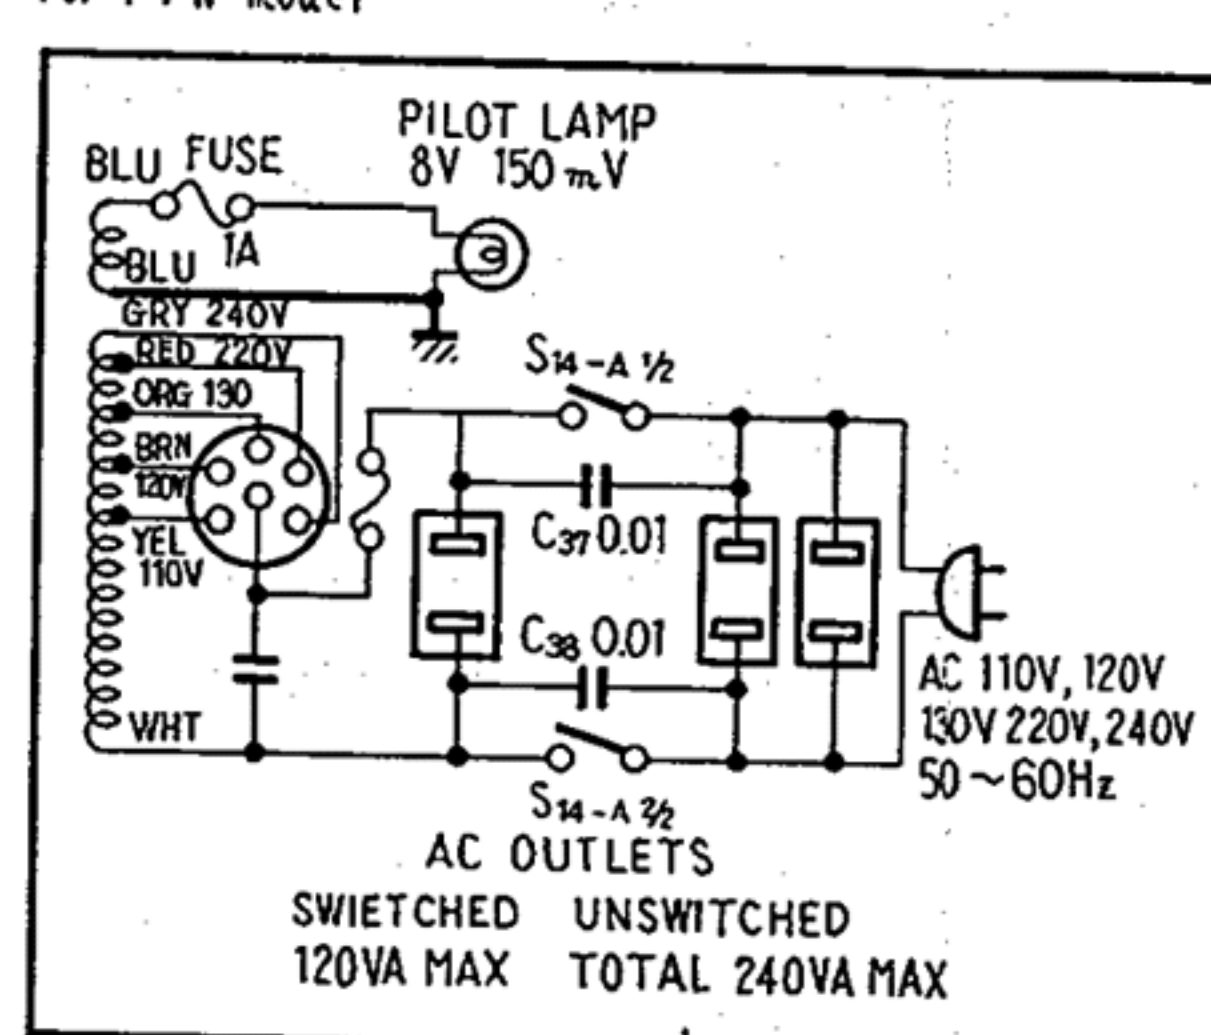 PILOT LAMP
8V 150mV
BLU FUSE
1A
BLU
GRY 240V
RED 220V
ORG 130
BRN
120V
YEL
110V
WHT
S14-A 1/2
C37 0.01
C38 0.01
S14-A 2/2
AC 110V, 120V
130V 220V, 240V
50~60Hz
AC OUTLETS
SWIETCHED UNSWITCHED
120VA MAX TOTAL 240VA MAX